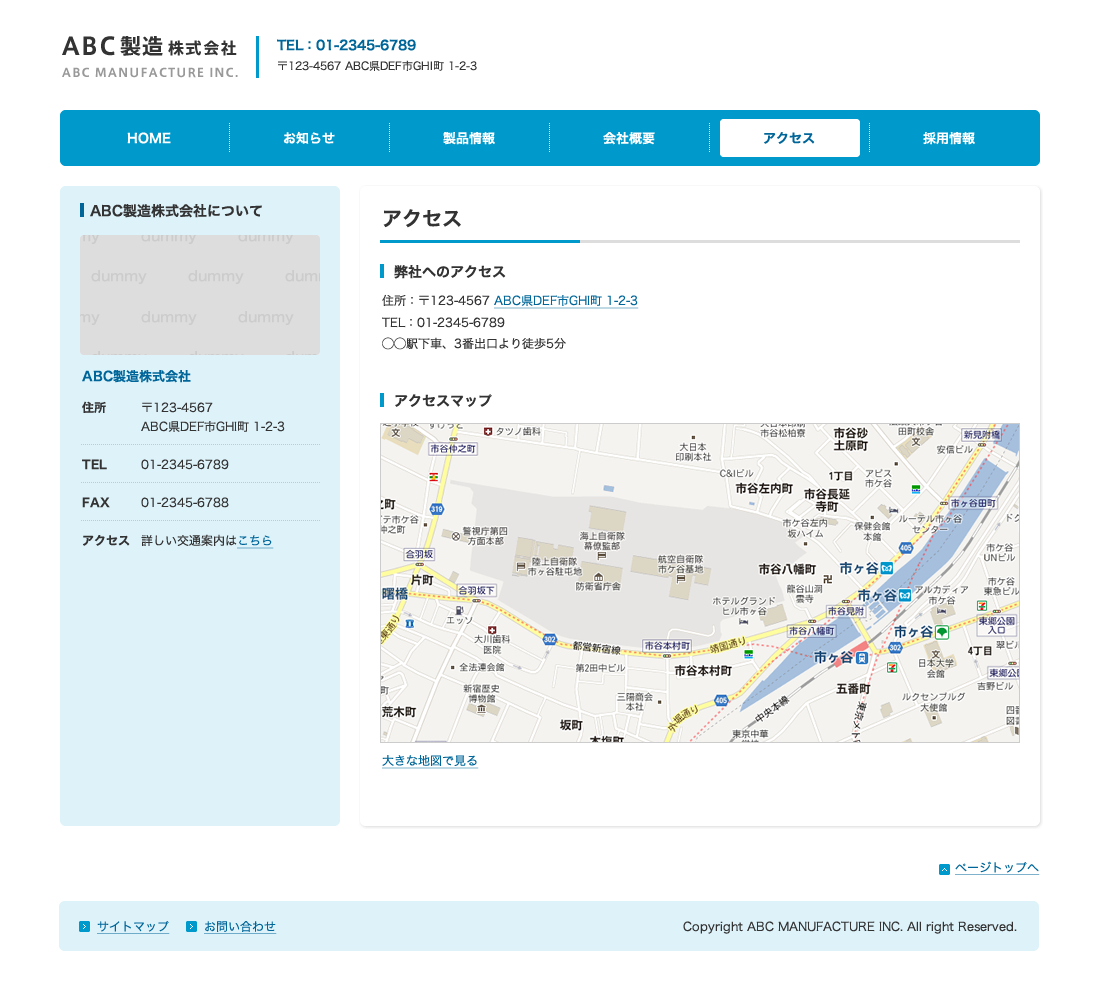 ABC製造株式会社
ABC MANUFACTURE INC.
TEL：01-2345-6789
〒123-4567 ABC県DEF市GHI町 1-2-3
HOME
お知らせ
製品情報
会社概要
アクセス
採用情報
ABC製造株式会社について
dummy dummy
dummy dummy
dummy dummy
ABC製造株式会社
住所 〒123-4567
ABC県DEF市GHI町 1-2-3
TEL 01-2345-6789
FAX 01-2345-6788
アクセス 詳しい交通案内はこちら
アクセス
弊社へのアクセス
住所：〒123-4567 ABC県DEF市GHI町 1-2-3
TEL：01-2345-6789
◯◯駅下車、3番出口より徒歩5分
アクセスマップ
タツノ歯科
市谷仲之町
大日本
印刷本社
市谷松柏寮
市谷砂
土原町
田町校舎
文
新見附橋
安信ビル
C&Iビル
市谷左内町
1丁目
アビス
市ケ谷
市谷長延
寺町
市ヶ谷田町
319
警視庁第四
方面本部
海上自衛隊
幕僚監部
市ケ谷左内
坂ハイム
保健会館
本館
ルーテル市ヶ谷
センター
405
合羽坂
陸上自衛隊
市ヶ谷駐屯地
航空自衛隊
市ケ谷基地
防衛省庁舎
市谷八幡町
市ヶ谷
市ケ谷
UNビル
片町
曙橋
合羽坂下
エッソ
龍谷山洞
雲寺
市ヶ谷
アルカディア
市ケ谷
市ケ谷
東急ビル
ホテルグランド
ヒル市ヶ谷
市谷見附
東郷公園
入口
大川歯科
医院
302
都営新宿線
市谷本村町
靖国通り
市谷八幡町
市ヶ谷
302
4丁目
全法連会館
第2田中ビル
市谷本村町
市ヶ谷
日本大学
会館
吉野ビル
新宿歴史
博物館
三陽商会
本社
405
五番町
ルクセンブルグ
大使館
荒木町
坂町
外堀通り
中央本線
東京中華
大きな地図で見る
ページトップへ
サイトマップ
お問い合わせ
Copyright ABC MANUFACTURE INC. All right Reserved.